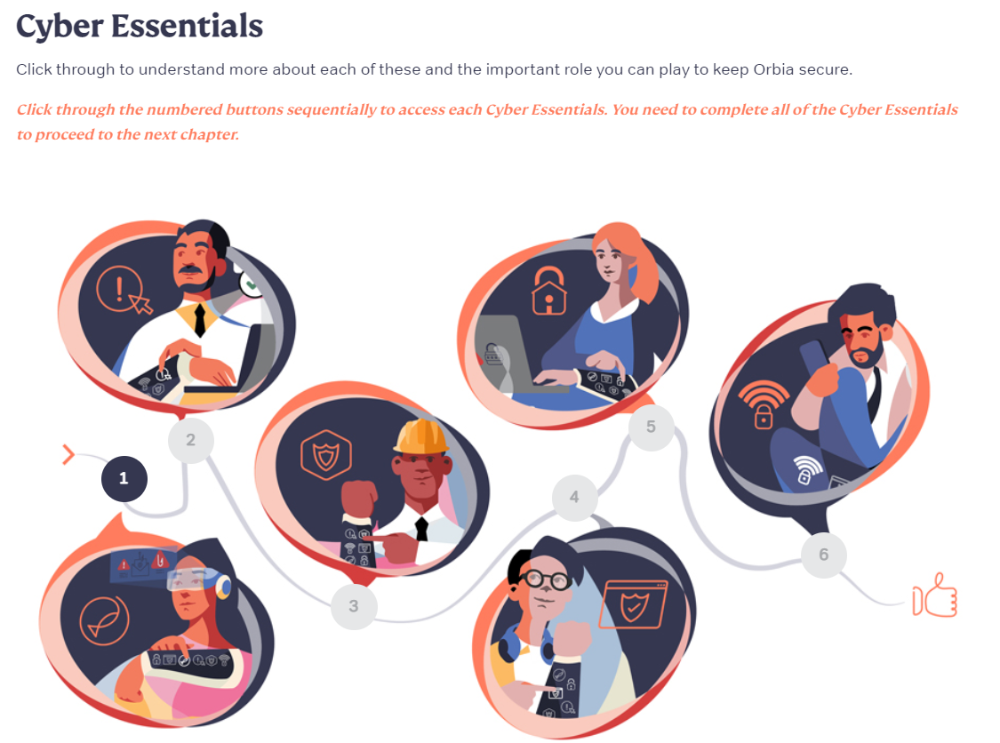 Cyber Essentials
Click through to understand more about each of these and the important role you can play to keep Orbia secure.
Click through the numbered buttons sequentially to access each Cyber Essentials. You need to complete all of the Cyber Essentials
to proceed to the next chapter.
1
2
3
4
5
6